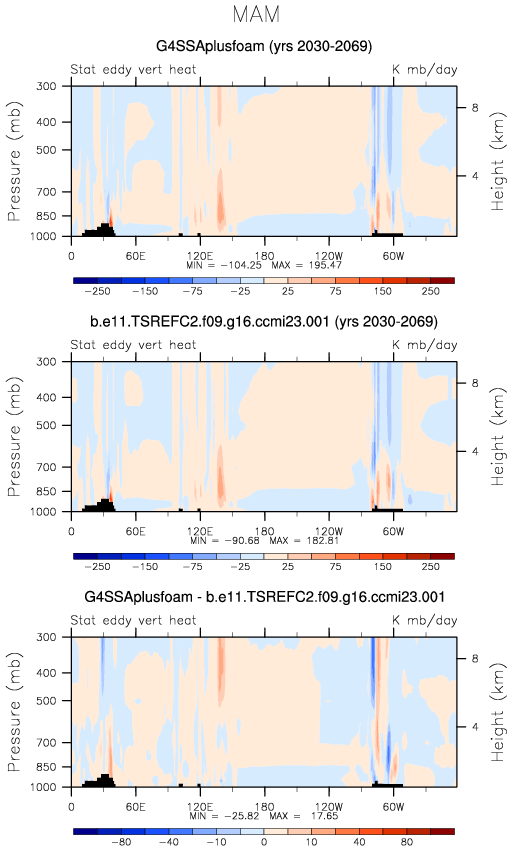 MAM
G4SSAplusfoam (yrs 2030-2069)
Stat eddy vert heat K mb/day
Pressure (mb)
300
400
500
700
850
1000
8
4
Height (km)
0 60E 120E 180 120W 60W
MIN = -104.25 MAX = 195.47
-250 -150 -75 -25 25 75 150 250
b.e11.TSREFC2.f09.g16.ccmi23.001 (yrs 2030-2069)
Stat eddy vert heat K mb/day
Pressure (mb)
300
400
500
700
850
1000
8
4
Height (km)
0 60E 120E 180 120W 60W
MIN = -90.68 MAX = 182.81
-250 -150 -75 -25 25 75 150 250
G4SSAplusfoam - b.e11.TSREFC2.f09.g16.ccmi23.001
Stat eddy vert heat K mb/day
Pressure (mb)
300
400
500
700
850
1000
8
4
Height (km)
0 60E 120E 180 120W 60W
MIN = -25.82 MAX = 17.65
-80 -40 -10 0 10 40 80